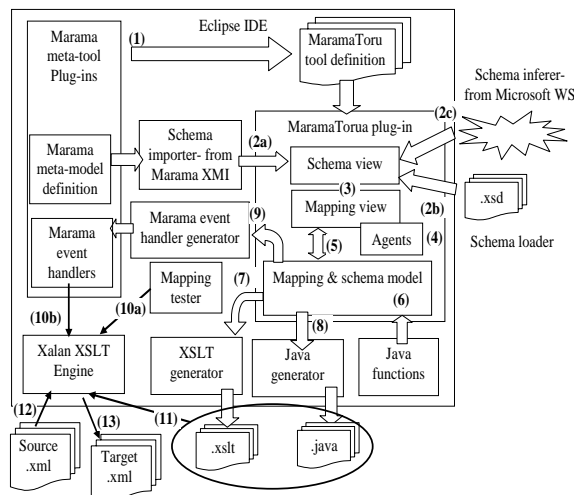 Marama
meta-tool
Plug-ins
(1)
Eclipse IDE
MaramaToru
tool definition
Schema inferer-
from Microsoft WS
Marama
meta-model
definition
Schema
importer- from
Marama XMI
(2a)
MaramaTorua plug-in
(2c)
Schema view
(3)
Mapping view
(2b)
.xsd
Schema loader
Marama
event
handlers
Marama event
handler generator
(9)
(5)
Agents
(4)
Mapping
tester
(7)
Mapping & schema model
(6)
(10b)
(10a)
(8)
Xalan XSLT
Engine
XSLT
generator
Java
generator
Java
functions
(12)
(13)
(11)
Source
.xml
Target
.xml
.xslt
.java